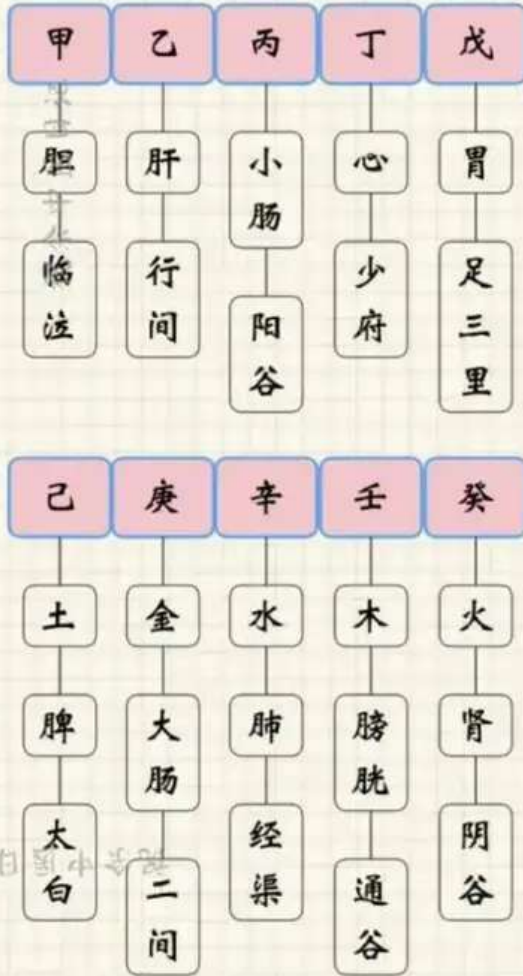 甲 乙 丙 丁 戊
胆 肝 小肠 心 胃
临泣 行间 阳谷 少府 足三里
己 庚 辛 壬 癸
土 金 水 木 火
脾 大肠 肺 膀胱 肾
太白 二间 经渠 通谷 阴谷